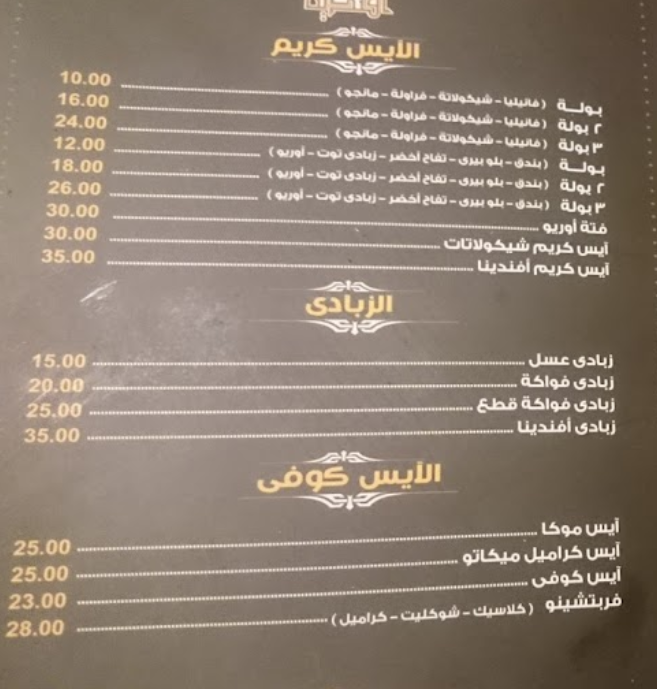 الآيس كريم
بولــة (فانيليا - شيكولاتة - فراولة - مانجو) 10.00
٢ بولة (فانيليا - شيكولاتة - فراولة - مانجو) 16.00
٣ بولة (فانيليا - شيكولاتة - فراولة - مانجو) 24.00
بولــة (بندق - بلو بيرى - تفاح أخضر - زبادى توت - أوريو) 12.00
٢ بولة (بندق - بلو بيرى - تفاح أخضر - زبادى توت - أوريو) 18.00
٣ بولة (بندق - بلو بيرى - تفاح أخضر - زبادى توت - أوريو) 26.00
فتة أوريو 30.00
آيس كريم شيكولاتات 30.00
آيس كريم أفندينا 35.00
الزبادى
زبادى عسل 15.00
زبادى فواكة 20.00
زبادى فواكة قطع 25.00
زبادى أفندينا 35.00
الآيس كوفى
آيس موكا 25.00
آيس كراميل ميكاتو 25.00
آيس كوفى 23.00
فربتشينو (كلاسيك - شوكليت - كراميل) 28.00